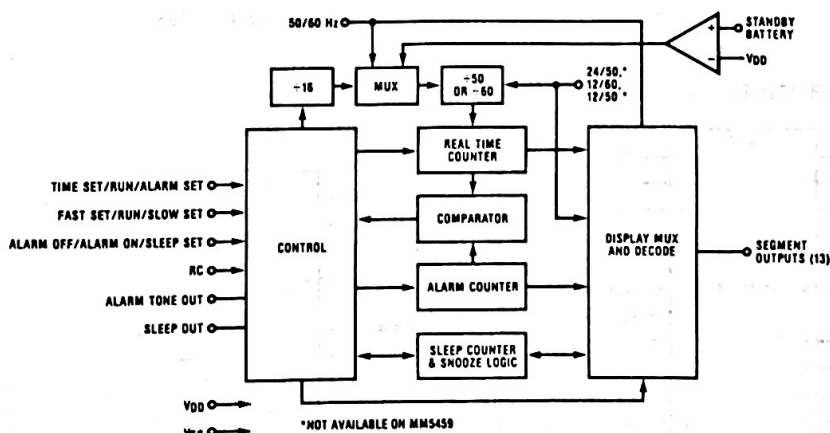 50/60 Hz
STANDBY
BATTERY
VDD
÷16
MUX
÷50
OR ÷60
24/50,*
12/60,
12/50 *
REAL TIME
COUNTER
TIME SET/RUN/ALARM SET
FAST SET/RUN/SLOW SET
ALARM OFF/ALARM ON/SLEEP SET
RC
ALARM TONE OUT
SLEEP OUT
CONTROL
COMPARATOR
ALARM COUNTER
SLEEP COUNTER
& SNOOZE LOGIC
DISPLAY MUX
AND DECODE
SEGMENT
OUTPUTS (13)
VDD
*NOT AVAILABLE ON MM5459